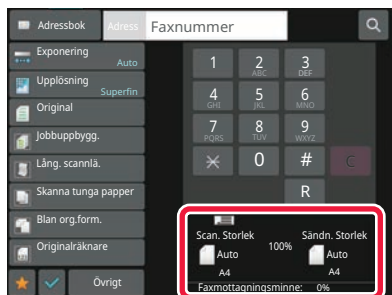 Adressbok Adress Faxnummer
Exponering
Auto
Upplösning
Superfin
Original
Jobbuppbygg.
Lång. scannlä.
Skanna tunga papper
Blan org.form.
Originalräknare
Övrigt
1 2 3
ABC DEF
4 5 6
GHI JKL MNO
7 8 9
PQRS TUV WXYZ
0 # C
R
Scan. Storlek Sändn. Storlek
100%
Auto Auto
A4 A4
Faxmottagningsminne: 0%